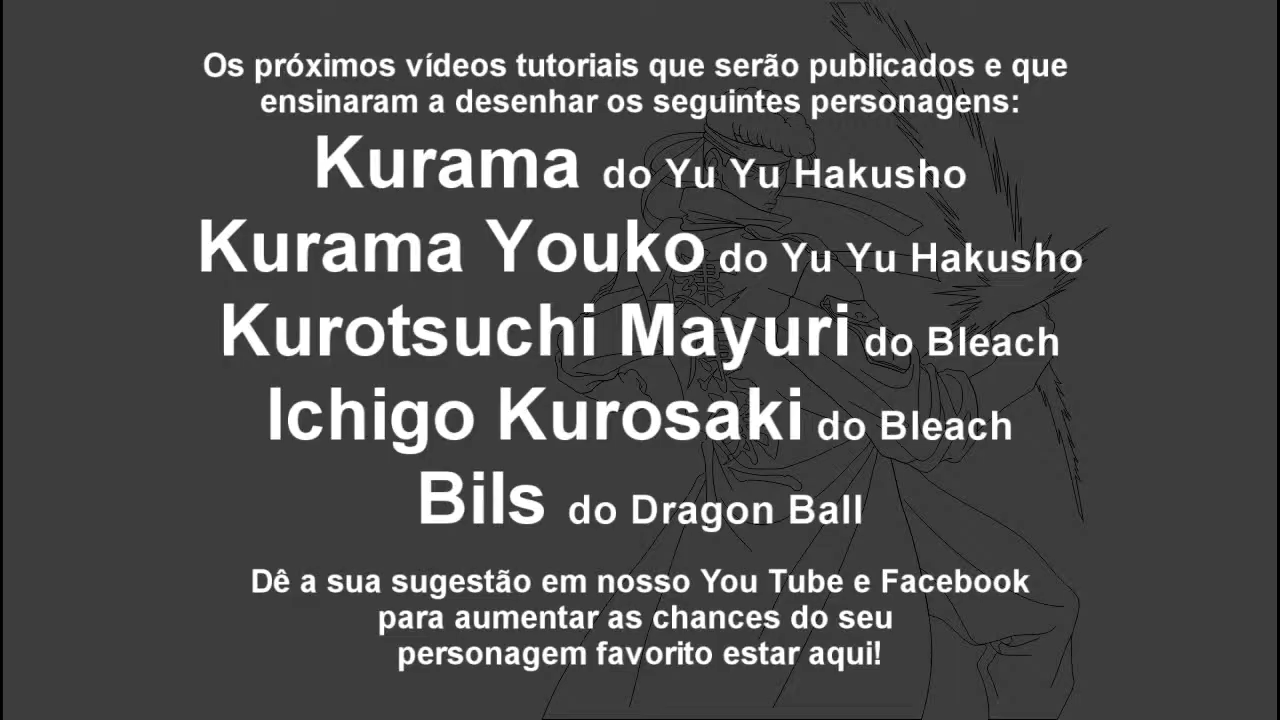 Os próximos vídeos tutoriais que serão publicados e que
ensinaram a desenhar os seguintes personagens:
Kurama do Yu Yu Hakusho
Kurama Youko do Yu Yu Hakusho
Kurotsuchi Mayuri do Bleach
Ichigo Kurosaki do Bleach
Bils do Dragon Ball
Dê a sua sugestão em nosso You Tube e Facebook
para aumentar as chances do seu
personagem favorito estar aqui!